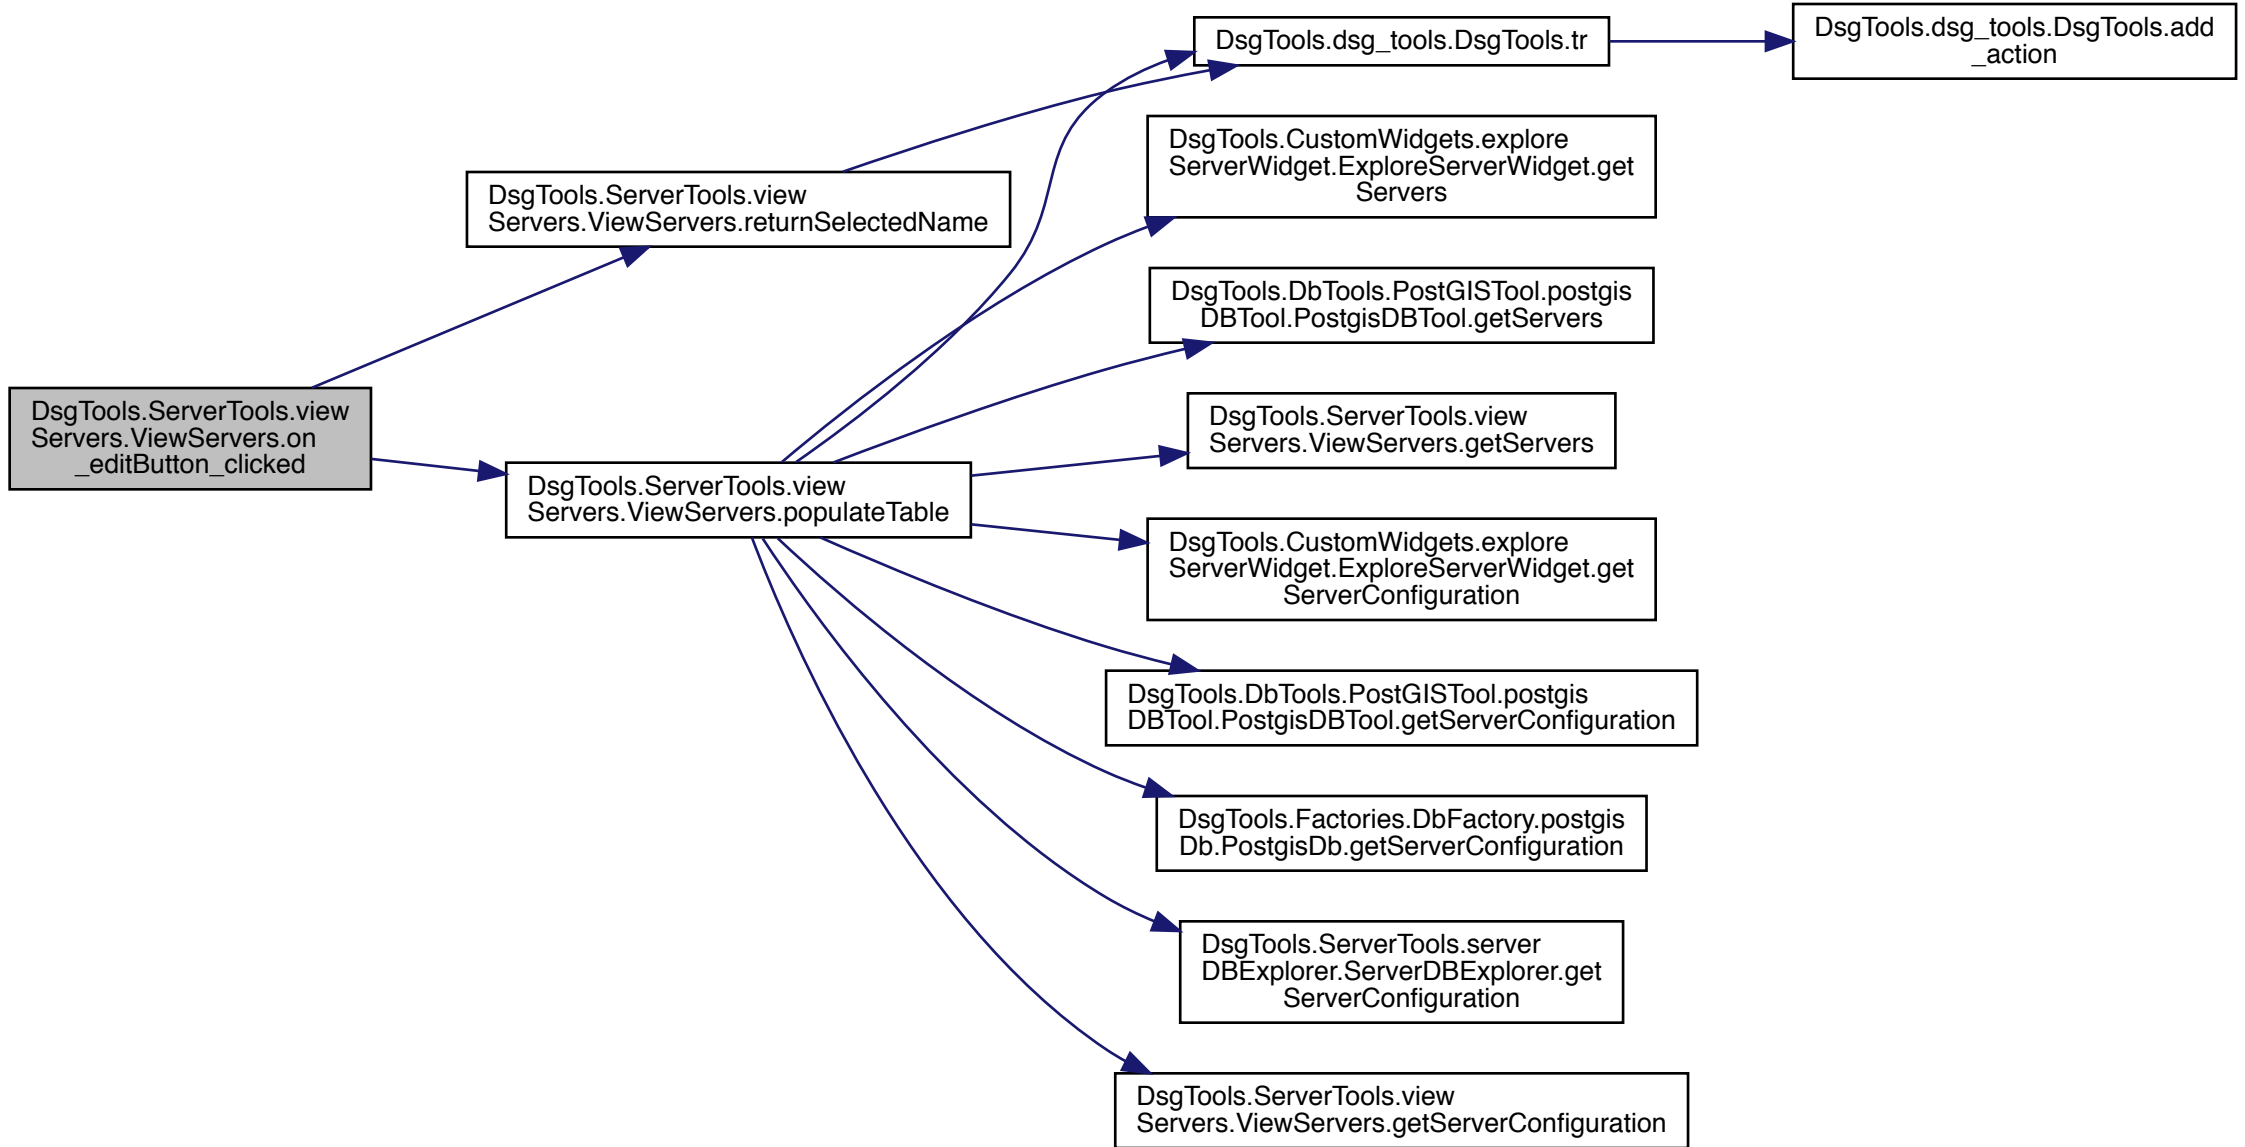 DsgTools.dsg_tools.DsgTools.tr
DsgTools.dsg_tools.DsgTools.add
_action
DsgTools.CustomWidgets.explore
ServerWidget.ExploreServerWidget.get
Servers
DsgTools.ServerTools.view
Servers.ViewServers.returnSelectedName
DsgTools.DbTools.PostGISTool.postgis
DBTool.PostgisDBTool.getServers
DsgTools.ServerTools.view
Servers.ViewServers.on
_editButton_clicked
DsgTools.ServerTools.view
Servers.ViewServers.getServers
DsgTools.ServerTools.view
Servers.ViewServers.populateTable
DsgTools.CustomWidgets.explore
ServerWidget.ExploreServerWidget.get
ServerConfiguration
DsgTools.DbTools.PostGISTool.postgis
DBTool.PostgisDBTool.getServerConfiguration
DsgTools.Factories.DbFactory.postgis
Db.PostgisDb.getServerConfiguration
DsgTools.ServerTools.server
DBExplorer.ServerDBExplorer.get
ServerConfiguration
DsgTools.ServerTools.view
Servers.ViewServers.getServerConfiguration